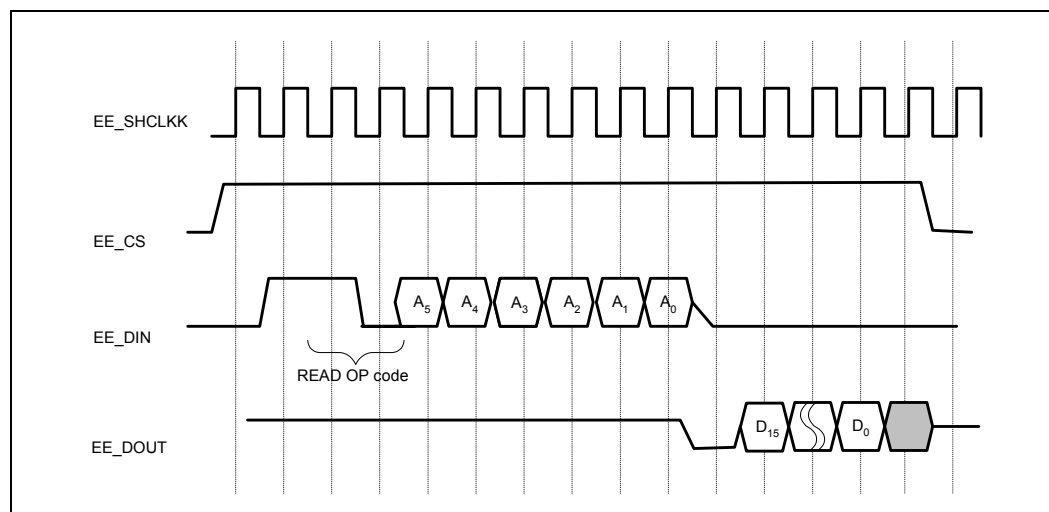 EE_SHCLKK
EE_CS
EE_DIN
A5 A4 A3 A2 A1 A0
READ OP code
EE_DOUT
D15 D0